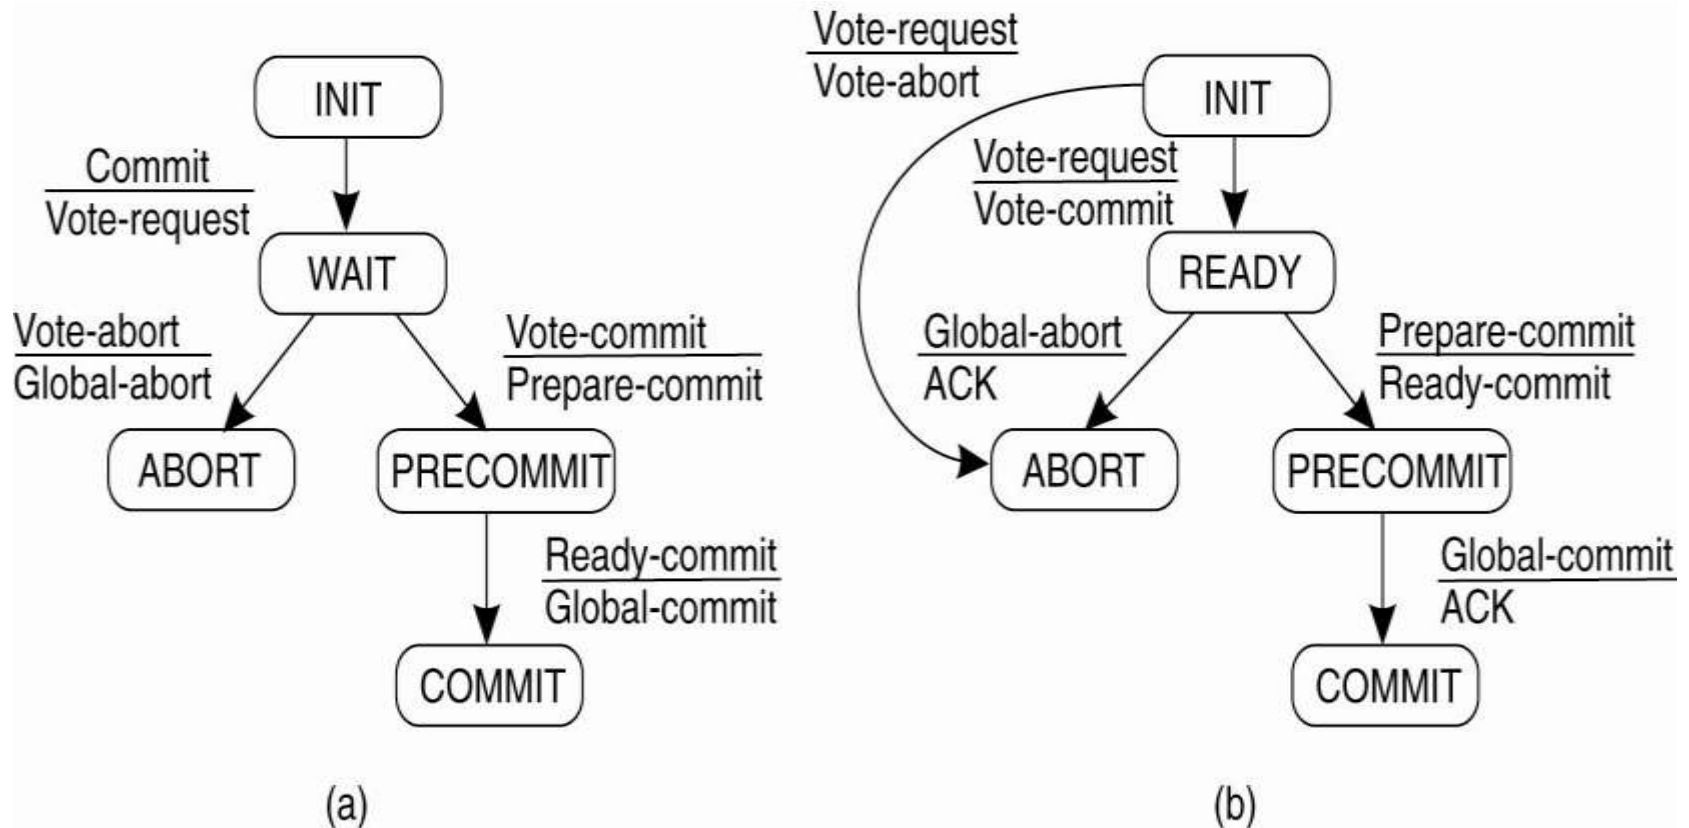 INIT
Commit
Vote-request
WAIT
Vote-abort
Global-abort
Vote-commit
Prepare-commit
ABORT
PRECOMMIT
Ready-commit
Global-commit
COMMIT
(a)
Vote-request
Vote-abort
INIT
Vote-request
Vote-commit
READY
Global-abort
ACK
Prepare-commit
Ready-commit
ABORT
PRECOMMIT
Global-commit
ACK
COMMIT
(b)